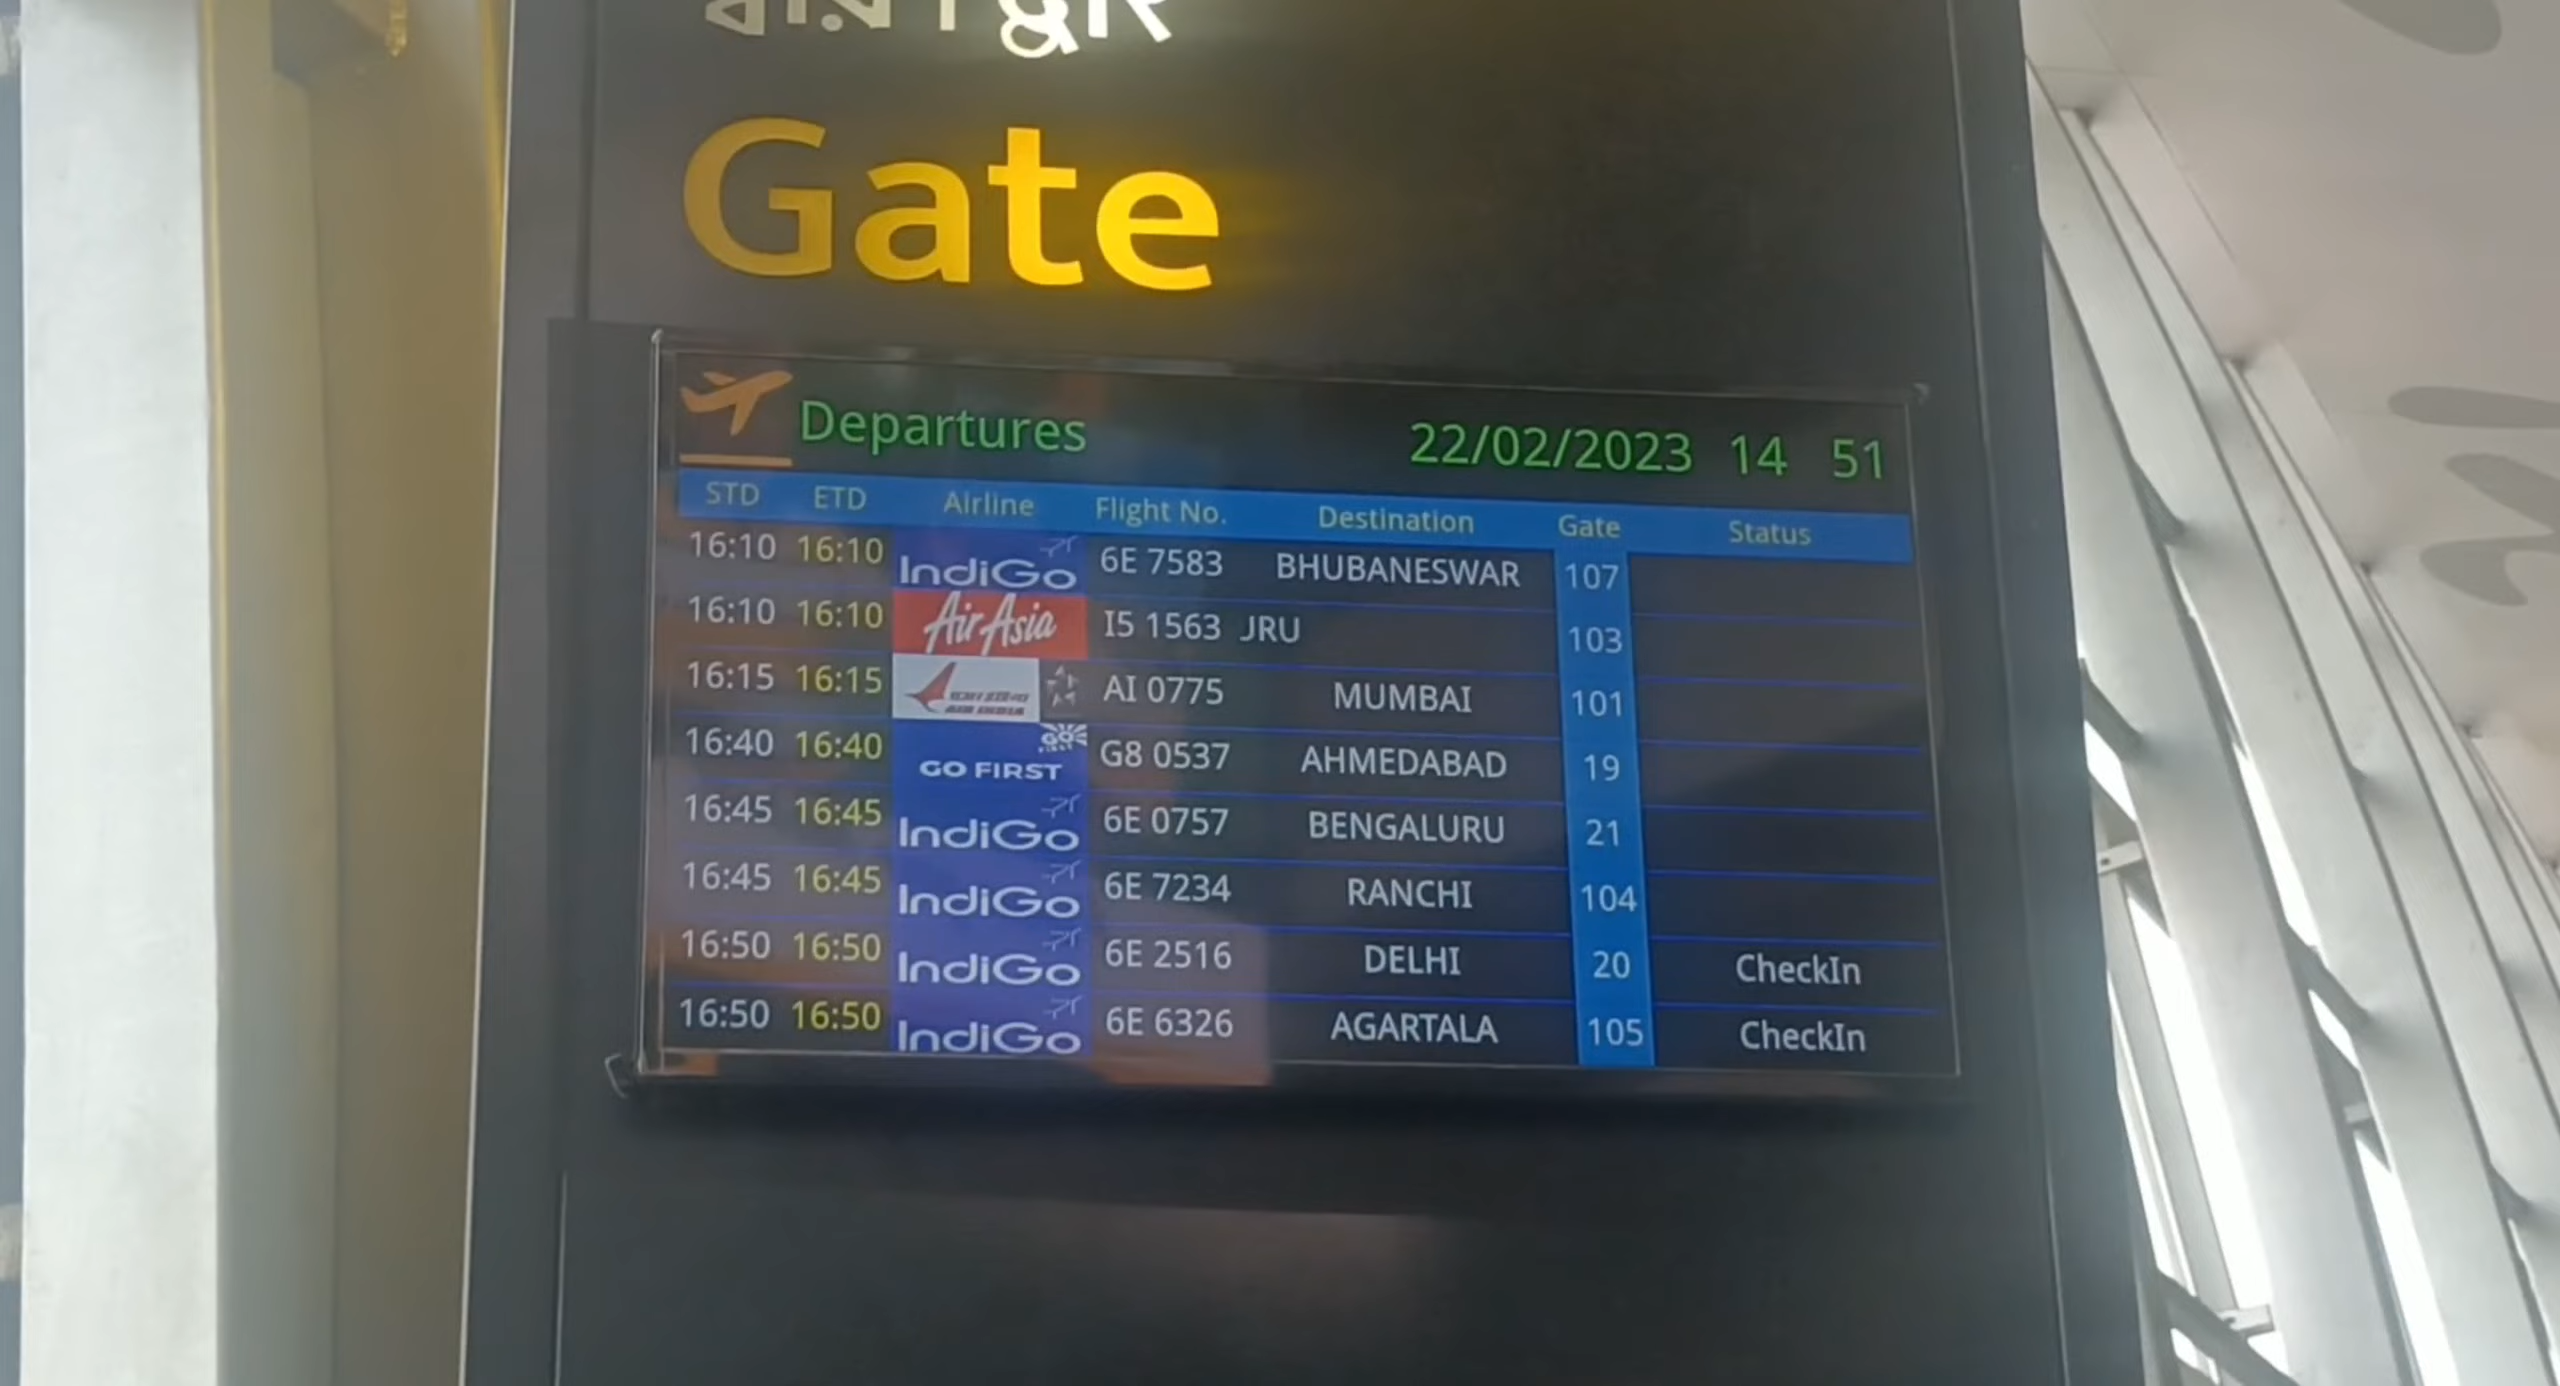 দ্বার
Gate
Departures 22/02/2023 14 51
STD ETD Airline Flight No. Destination Gate Status
16:10 16:10 IndiGo 6E 7583 BHUBANESWAR 107
16:10 16:10 AirAsia I5 1563 JRU 103
16:15 16:15 AIR INDIA AI 0775 MUMBAI 101
16:40 16:40 GO FIRST GO FIRST G8 0537 AHMEDABAD 19
16:45 16:45 IndiGo 6E 0757 BENGALURU 21
16:45 16:45 IndiGo 6E 7234 RANCHI 104
16:50 16:50 IndiGo 6E 2516 DELHI 20 CheckIn
16:50 16:50 IndiGo 6E 6326 AGARTALA 105 CheckIn